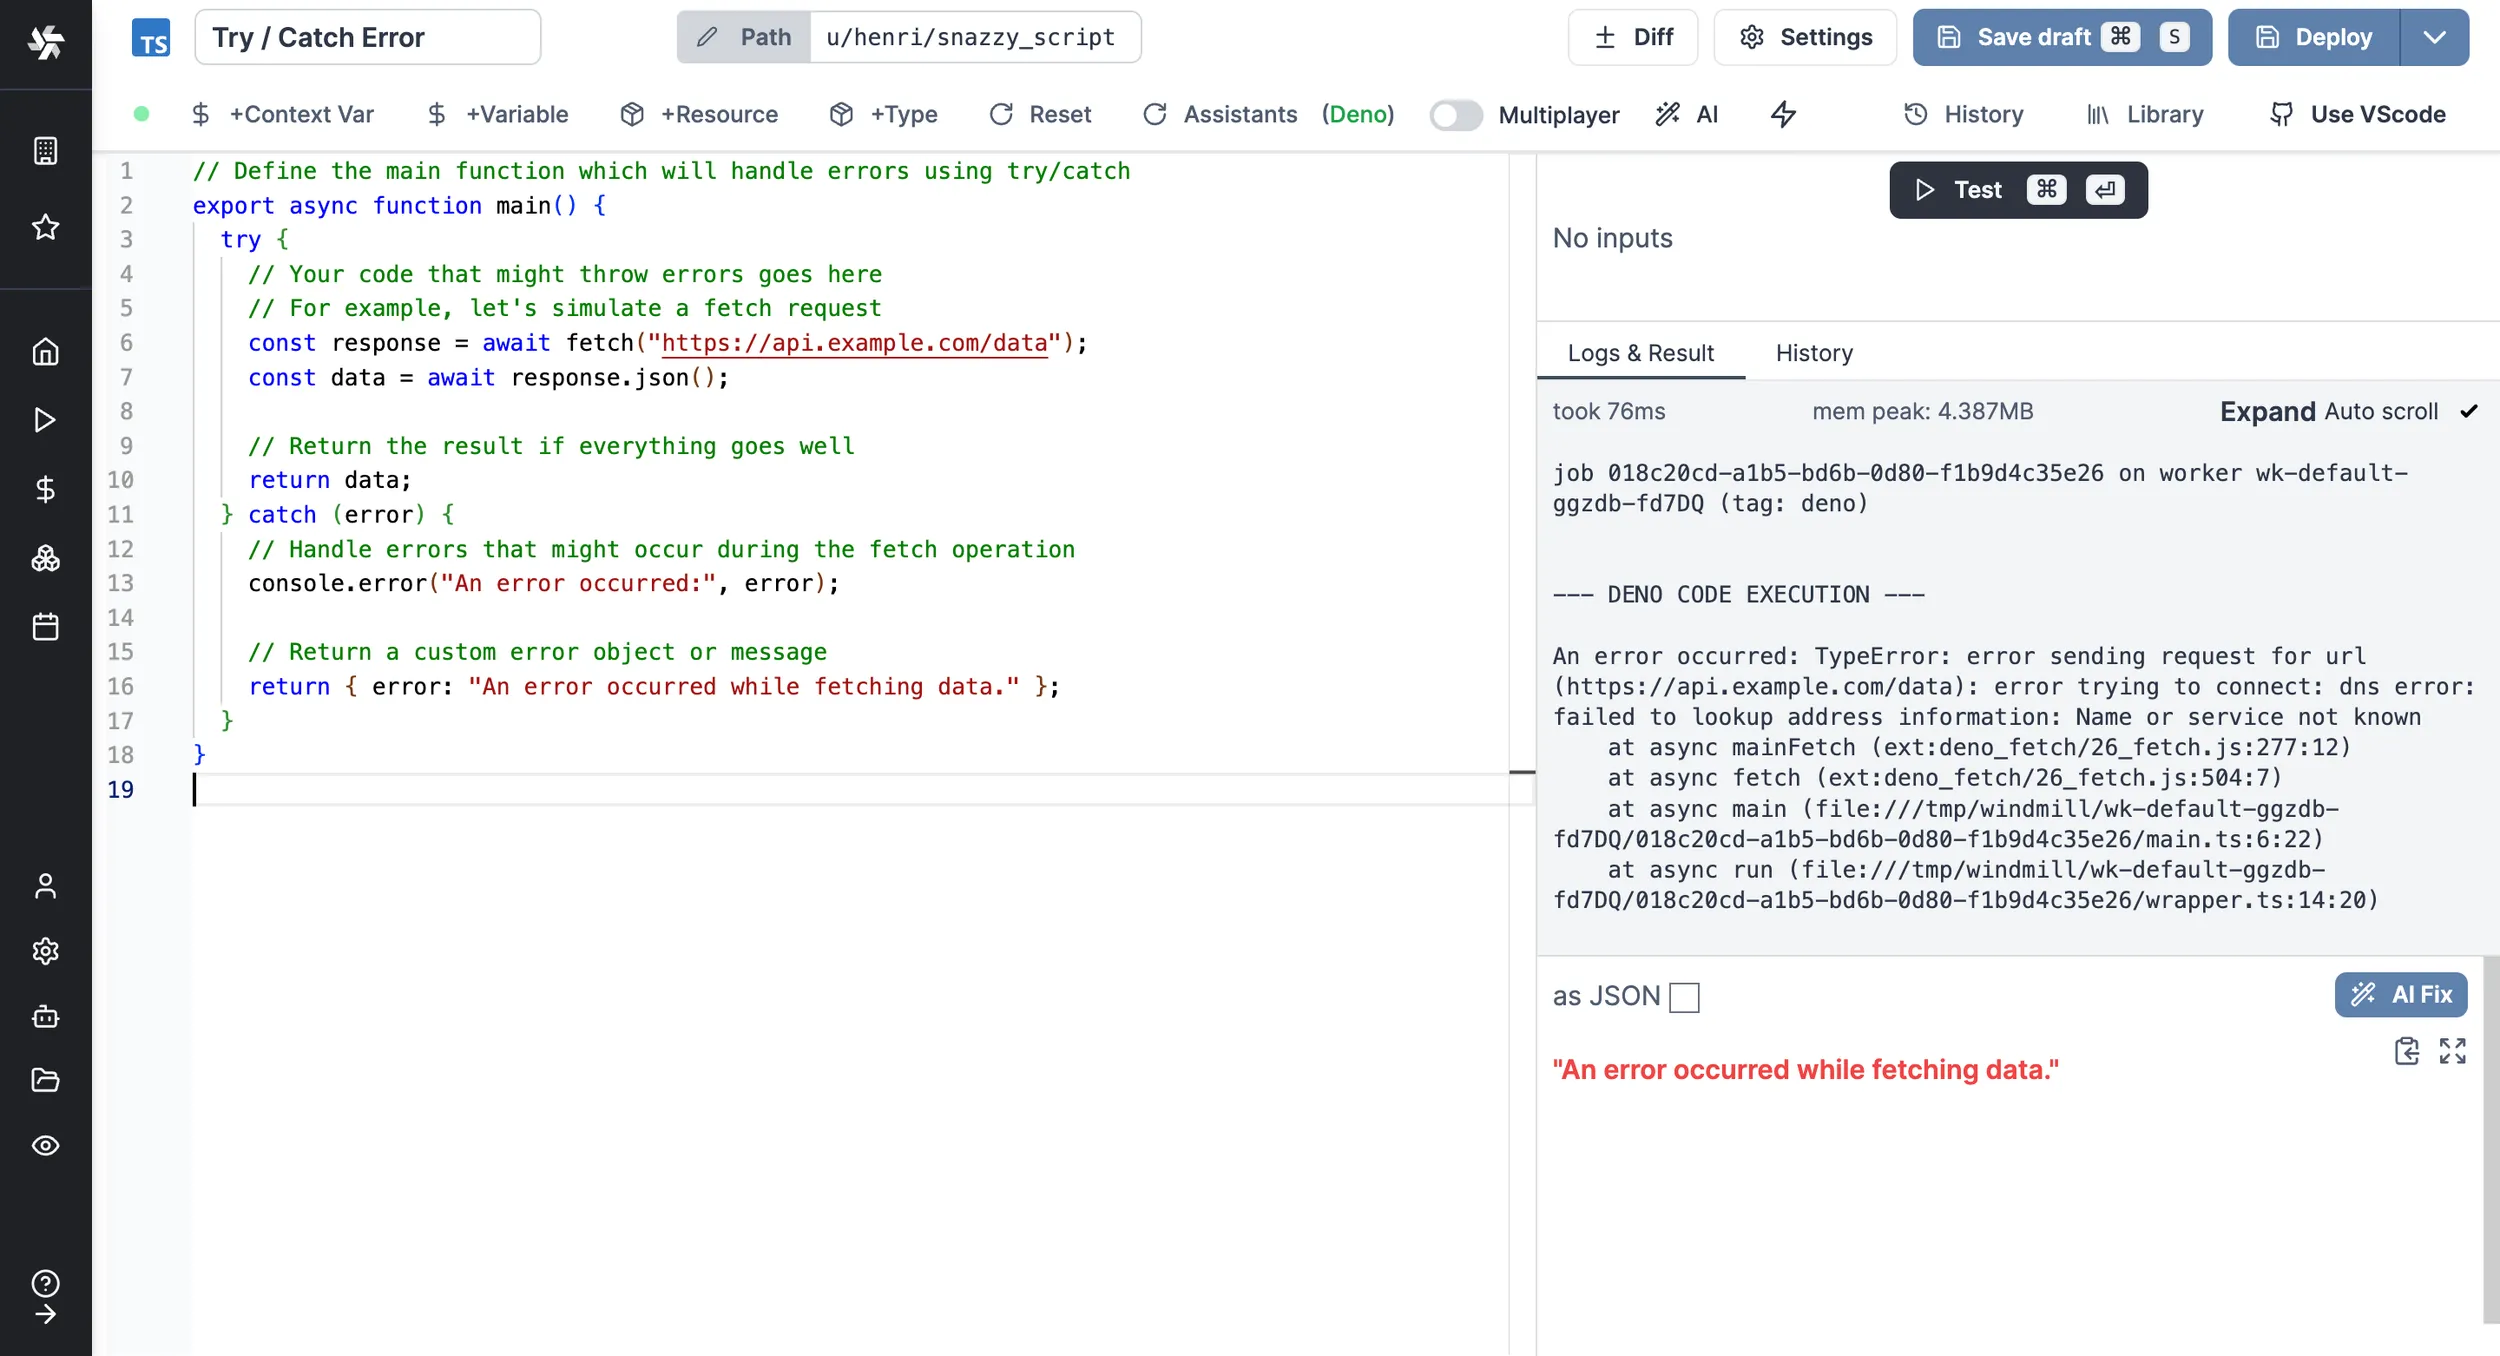 TS
Try / Catch Error
Path
u/henri/snazzy_script
Diff
Settings
Save draft ⌘ S
Deploy
+Context Var
+Variable
+Resource
+Type
Reset
Assistants
(Deno)
Multiplayer
AI
History
Library
Use VScode
1 // Define the main function which will handle errors using try/catch
2 export async function main() {
3 try {
4 // Your code that might throw errors goes here
5 // For example, let's simulate a fetch request
6 const response = await fetch("https://api.example.com/data");
7 const data = await response.json();
8
9 // Return the result if everything goes well
10 return data;
11 } catch (error) {
12 // Handle errors that might occur during the fetch operation
13 console.error("An error occurred:", error);
14
15 // Return a custom error object or message
16 return { error: "An error occurred while fetching data." };
17 }
18 }
19
Test ⌘ ⏎
No inputs
Logs & Result
History
took 76ms
mem peak: 4.387MB
Expand
Auto scroll
job 018c20cd-a1b5-bd6b-0d80-f1b9d4c35e26 on worker wk-default-
ggzdb-fd7DQ (tag: deno)
--- DENO CODE EXECUTION ---
An error occurred: TypeError: error sending request for url
(https://api.example.com/data): error trying to connect: dns error:
failed to lookup address information: Name or service not known
at async mainFetch (ext:deno_fetch/26_fetch.js:277:12)
at async fetch (ext:deno_fetch/26_fetch.js:504:7)
at async main (file:///tmp/windmill/wk-default-ggzdb-
fd7DQ/018c20cd-a1b5-bd6b-0d80-f1b9d4c35e26/main.ts:6:22)
at async run (file:///tmp/windmill/wk-default-ggzdb-
fd7DQ/018c20cd-a1b5-bd6b-0d80-f1b9d4c35e26/wrapper.ts:14:20)
as JSON
AI Fix
"An error occurred while fetching data."